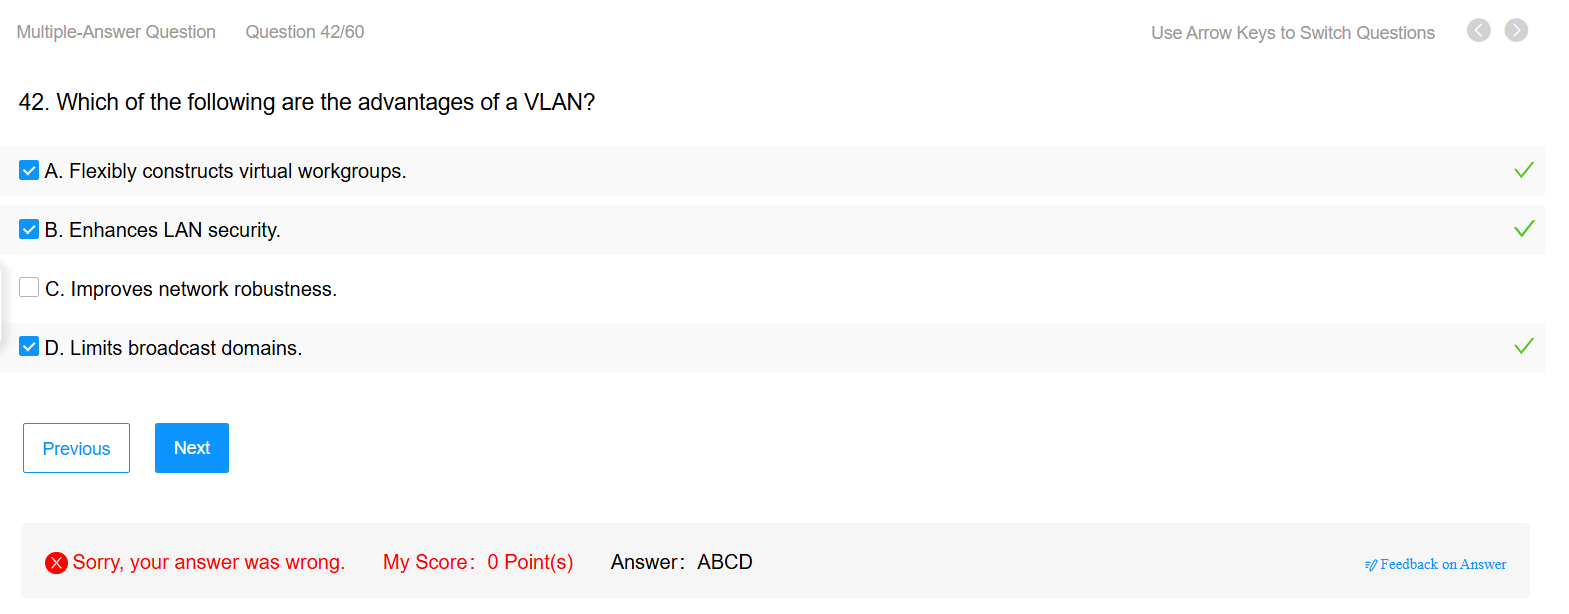 Multiple-Answer Question Question 42/60 Use Arrow Keys to Switch Questions
42. Which of the following are the advantages of a VLAN?
A. Flexibly constructs virtual workgroups.
B. Enhances LAN security.
C. Improves network robustness.
D. Limits broadcast domains.
Previous Next
Sorry, your answer was wrong. My Score: 0 Point(s) Answer: ABCD Feedback on Answer